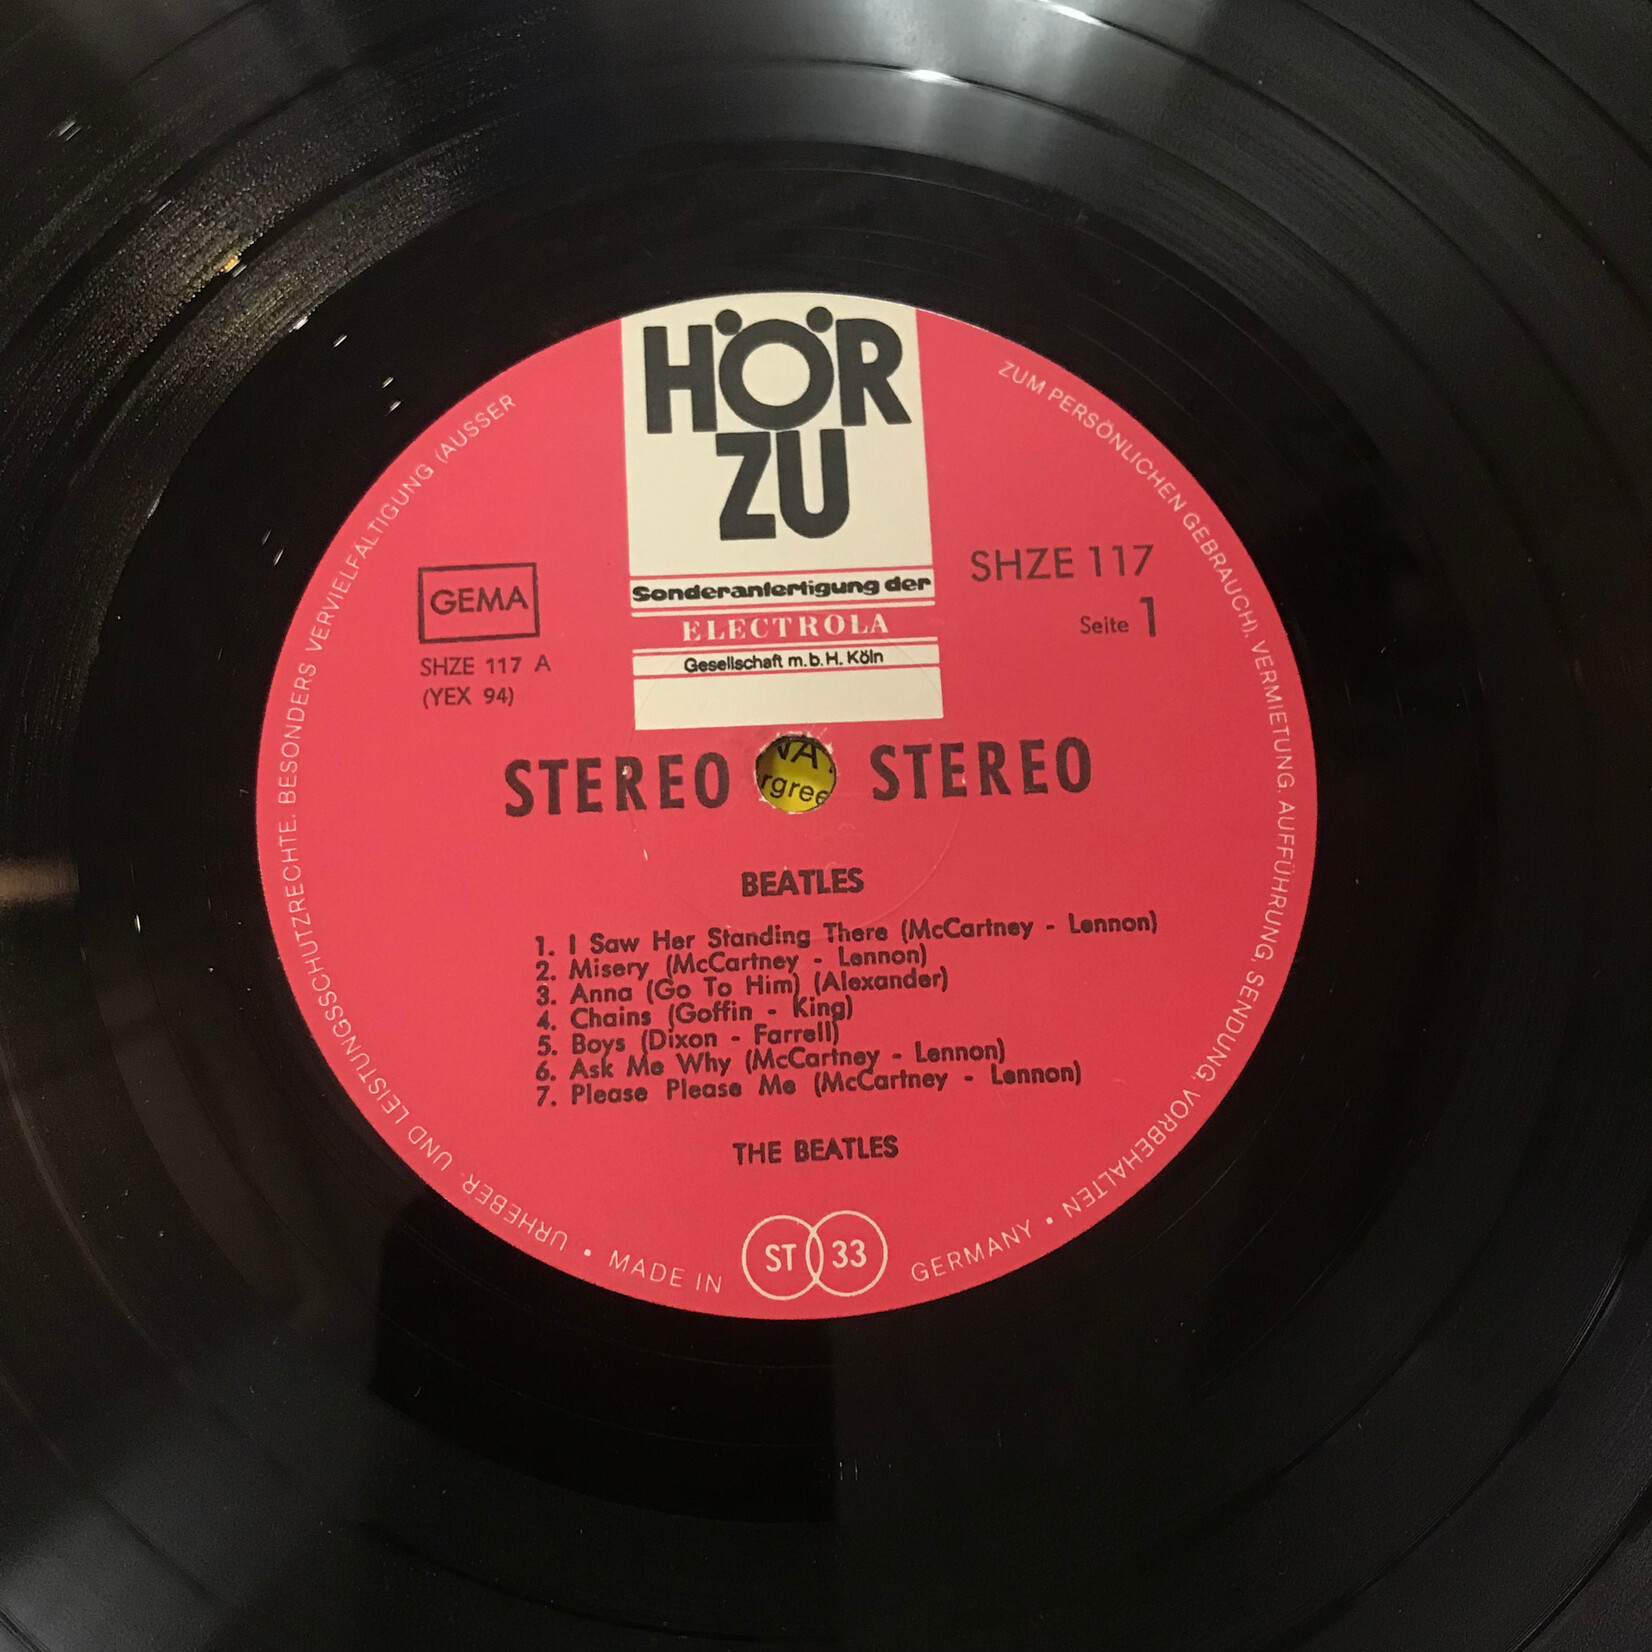 HÖR
ZU
Sonderanfertigung der
ELECTROLA
Gesellschaft m.b.H. Köln
GEMA
SHZE 117 A
(YEX 94)
SHZE 117
Seite 1
STEREO STEREO
BEATLES
1. I Saw Her Standing There (McCartney - Lennon)
2. Misery (McCartney - Lennon)
3. Anna (Go To Him) (Alexander)
4. Chains (Goffin - King)
5. Boys (Dixon - Farrell)
6. Ask Me Why (McCartney - Lennon)
7. Please Please Me (McCartney - Lennon)
THE BEATLES
ST 33
MADE IN GERMANY
• URHEBER- UND LEISTUNGSSCHUTZRECHTE, BESONDERS VERVIELFÄLTIGUNG (AUSSER ZUM PERSÖNLICHEN GEBRAUCH), VERMIETUNG, AUFFÜHRUNG, SENDUNG, VORBEHALTEN •